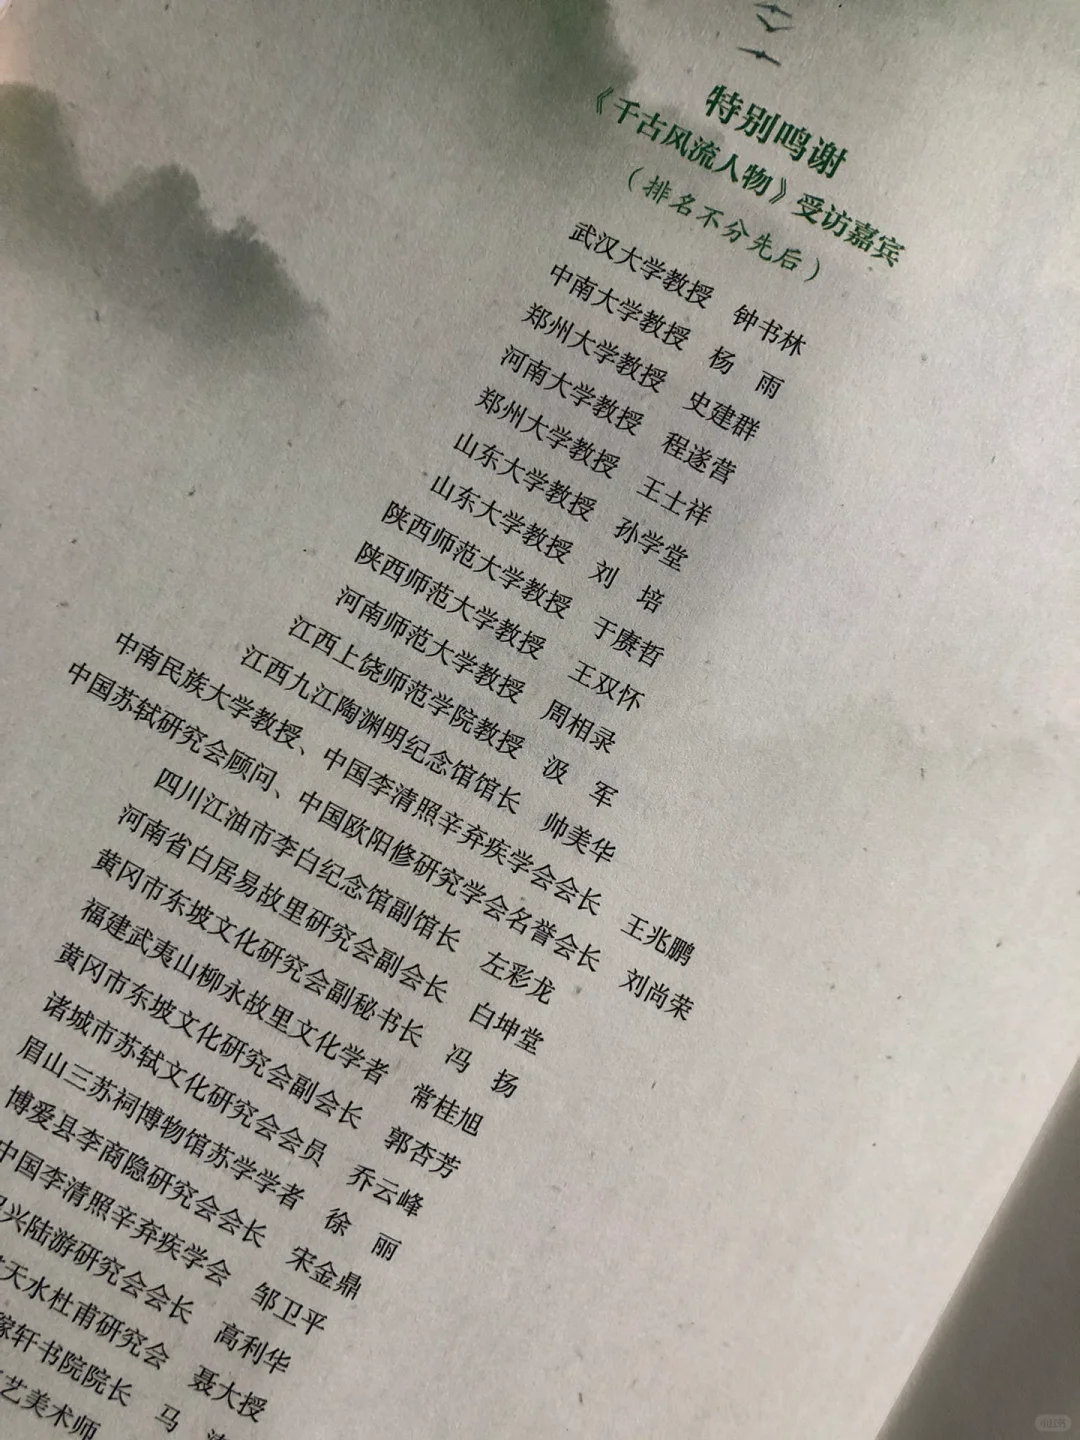 特别鸣谢
《千古风流人物》受访嘉宾
（排名不分先后）
武汉大学教授 钟书林
中南大学教授 杨 雨
郑州大学教授 史建群
河南大学教授 程遂营
郑州大学教授 王士祥
山东大学教授 孙学堂
山东大学教授 刘 培
陕西师范大学教授 于赓哲
陕西师范大学教授 王双怀
河南师范大学教授 周相录
江西上饶师范学院教授 汲 军
江西九江陶渊明纪念馆馆长 帅美华
中南民族大学教授、中国李清照辛弃疾学会会长 王兆鹏
中国苏轼研究会顾问、中国欧阳修研究学会名誉会长 刘尚荣
四川江油市李白纪念馆副馆长 左彩龙
河南省白居易故里研究会副会长 白坤堂
黄冈市东坡文化研究会副秘书长 冯 扬
福建武夷山柳永故里文化学者 常桂旭
黄冈市东坡文化研究会副会长 郭杏芳
诸城市苏轼文化研究会会员 乔云峰
眉山三苏祠博物馆苏学学者 徐 丽
博爱县李商隐研究会会长 宋金鼎
中国李清照辛弃疾学会 邹卫平
兴陆游研究会会长 高利华
天水杜甫研究会 聂大授
轩书院院长 马
艺美术师
小红书